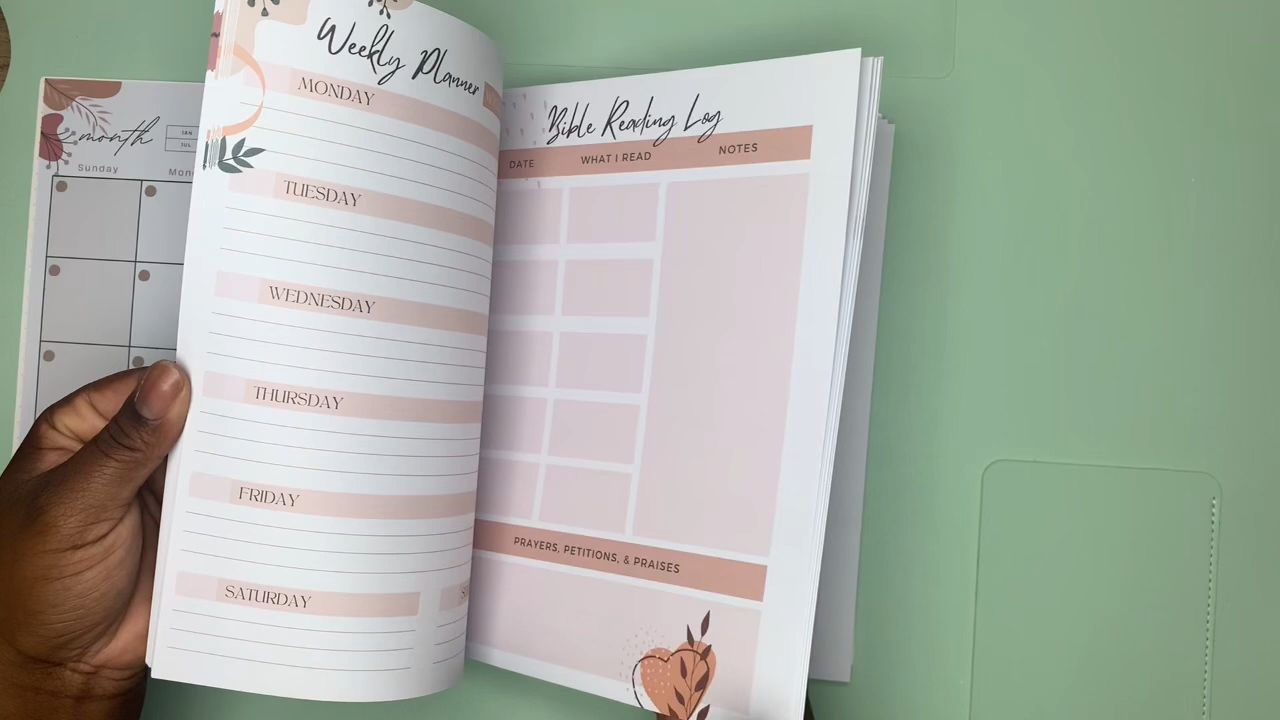 month
JAN
JUL
Sunday
Weekly Planner
MONDAY
TUESDAY
WEDNESDAY
THURSDAY
FRIDAY
SATURDAY
Bible Reading Log
DATE WHAT I READ NOTES
PRAYERS, PETITIONS, & PRAISES